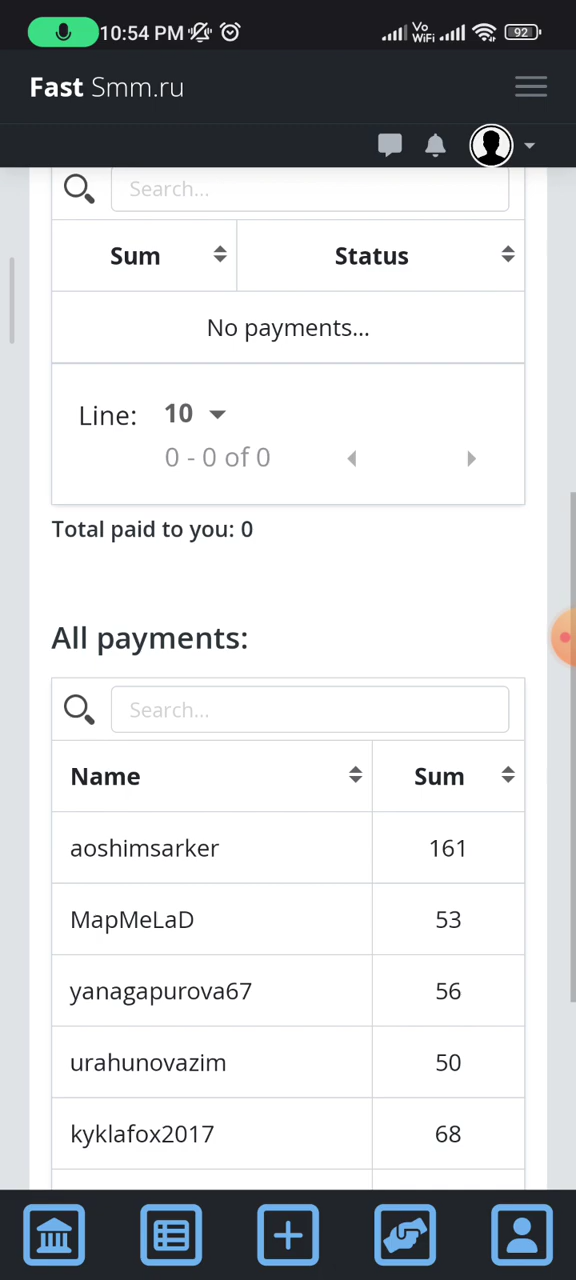 10:54 PM Vo WiFi 92
Fast Smm.ru
Search...
Sum Status
No payments...
Line: 10
0 - 0 of 0
Total paid to you: 0
All payments:
Search...
Name Sum
aoshimsarker 161
MapMeLaD 53
yanagapurova67 56
urahunovazim 50
kyklafox2017 68